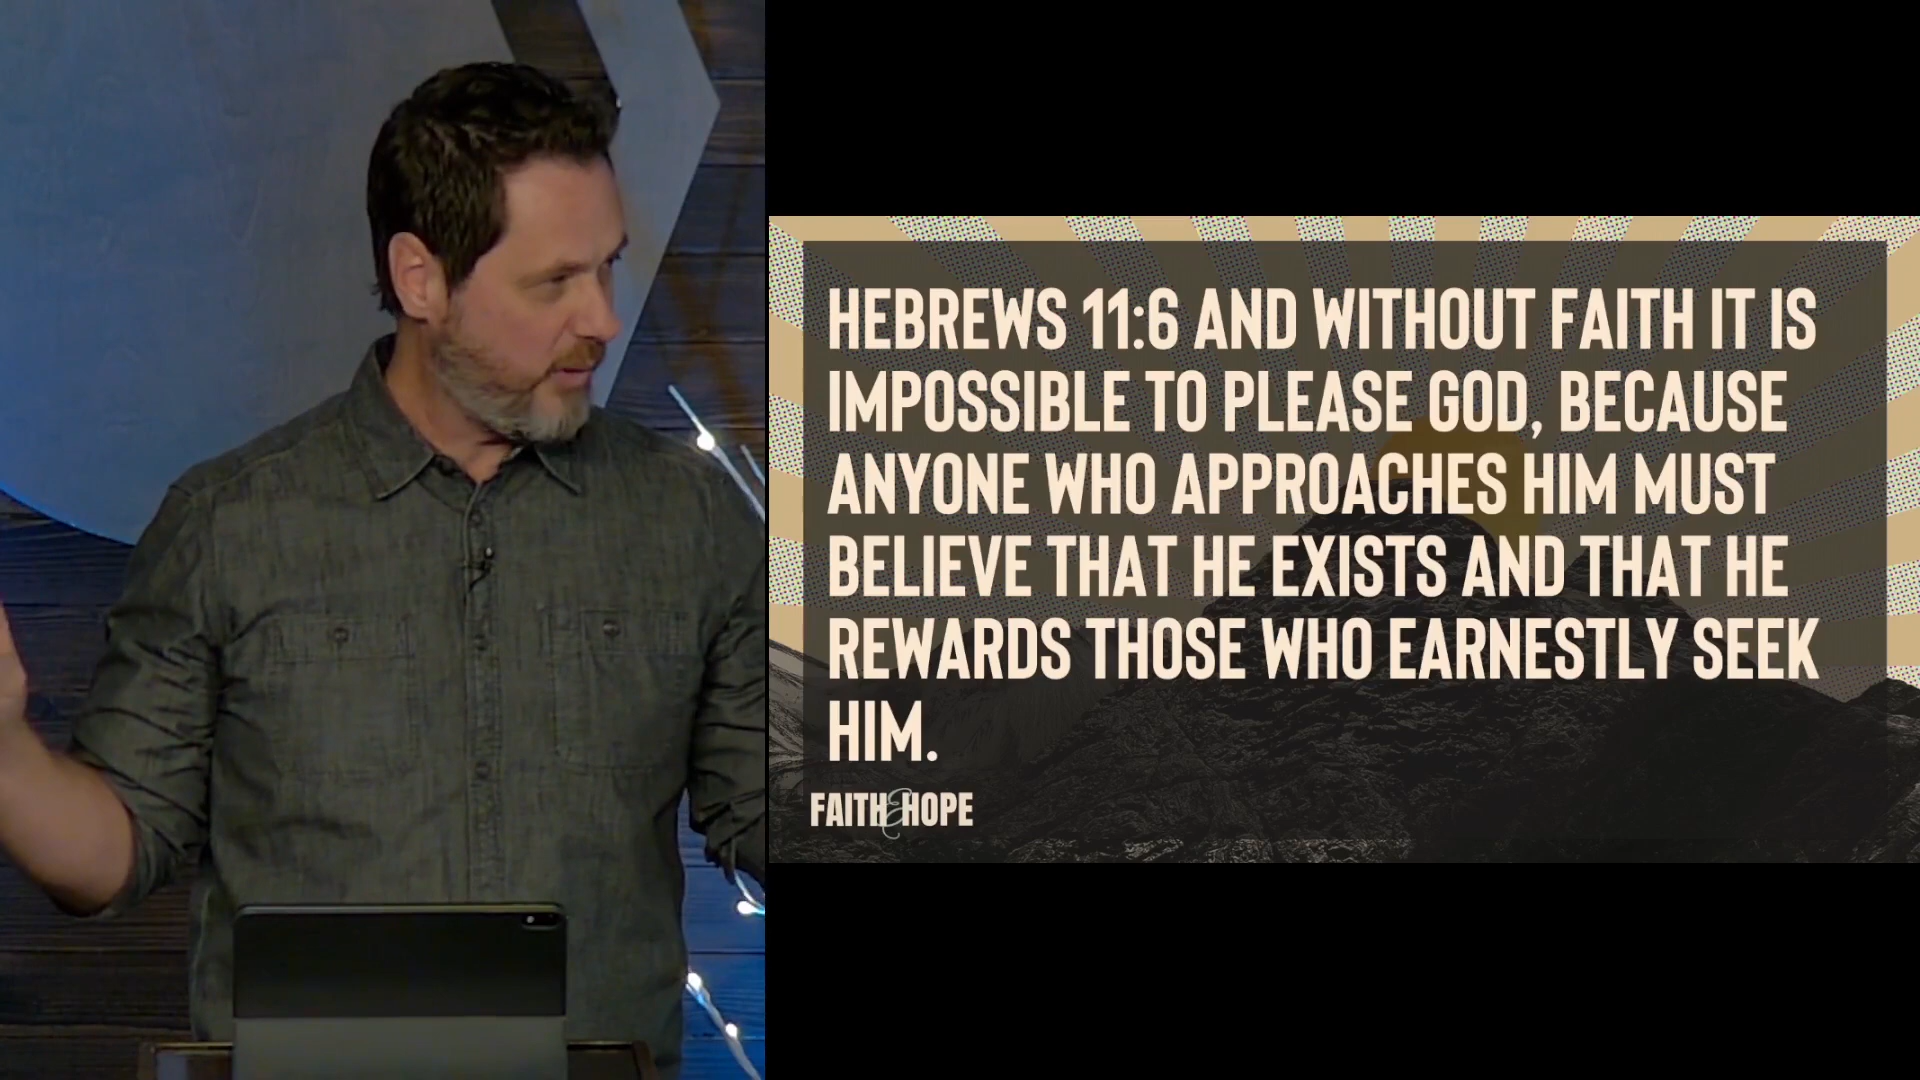 HEBREWS 11:6 AND WITHOUT FAITH IT IS
IMPOSSIBLE TO PLEASE GOD, BECAUSE
ANYONE WHO APPROACHES HIM MUST
BELIEVE THAT HE EXISTS AND THAT HE
REWARDS THOSE WHO EARNESTLY SEEK
HIM.
FAITH & HOPE